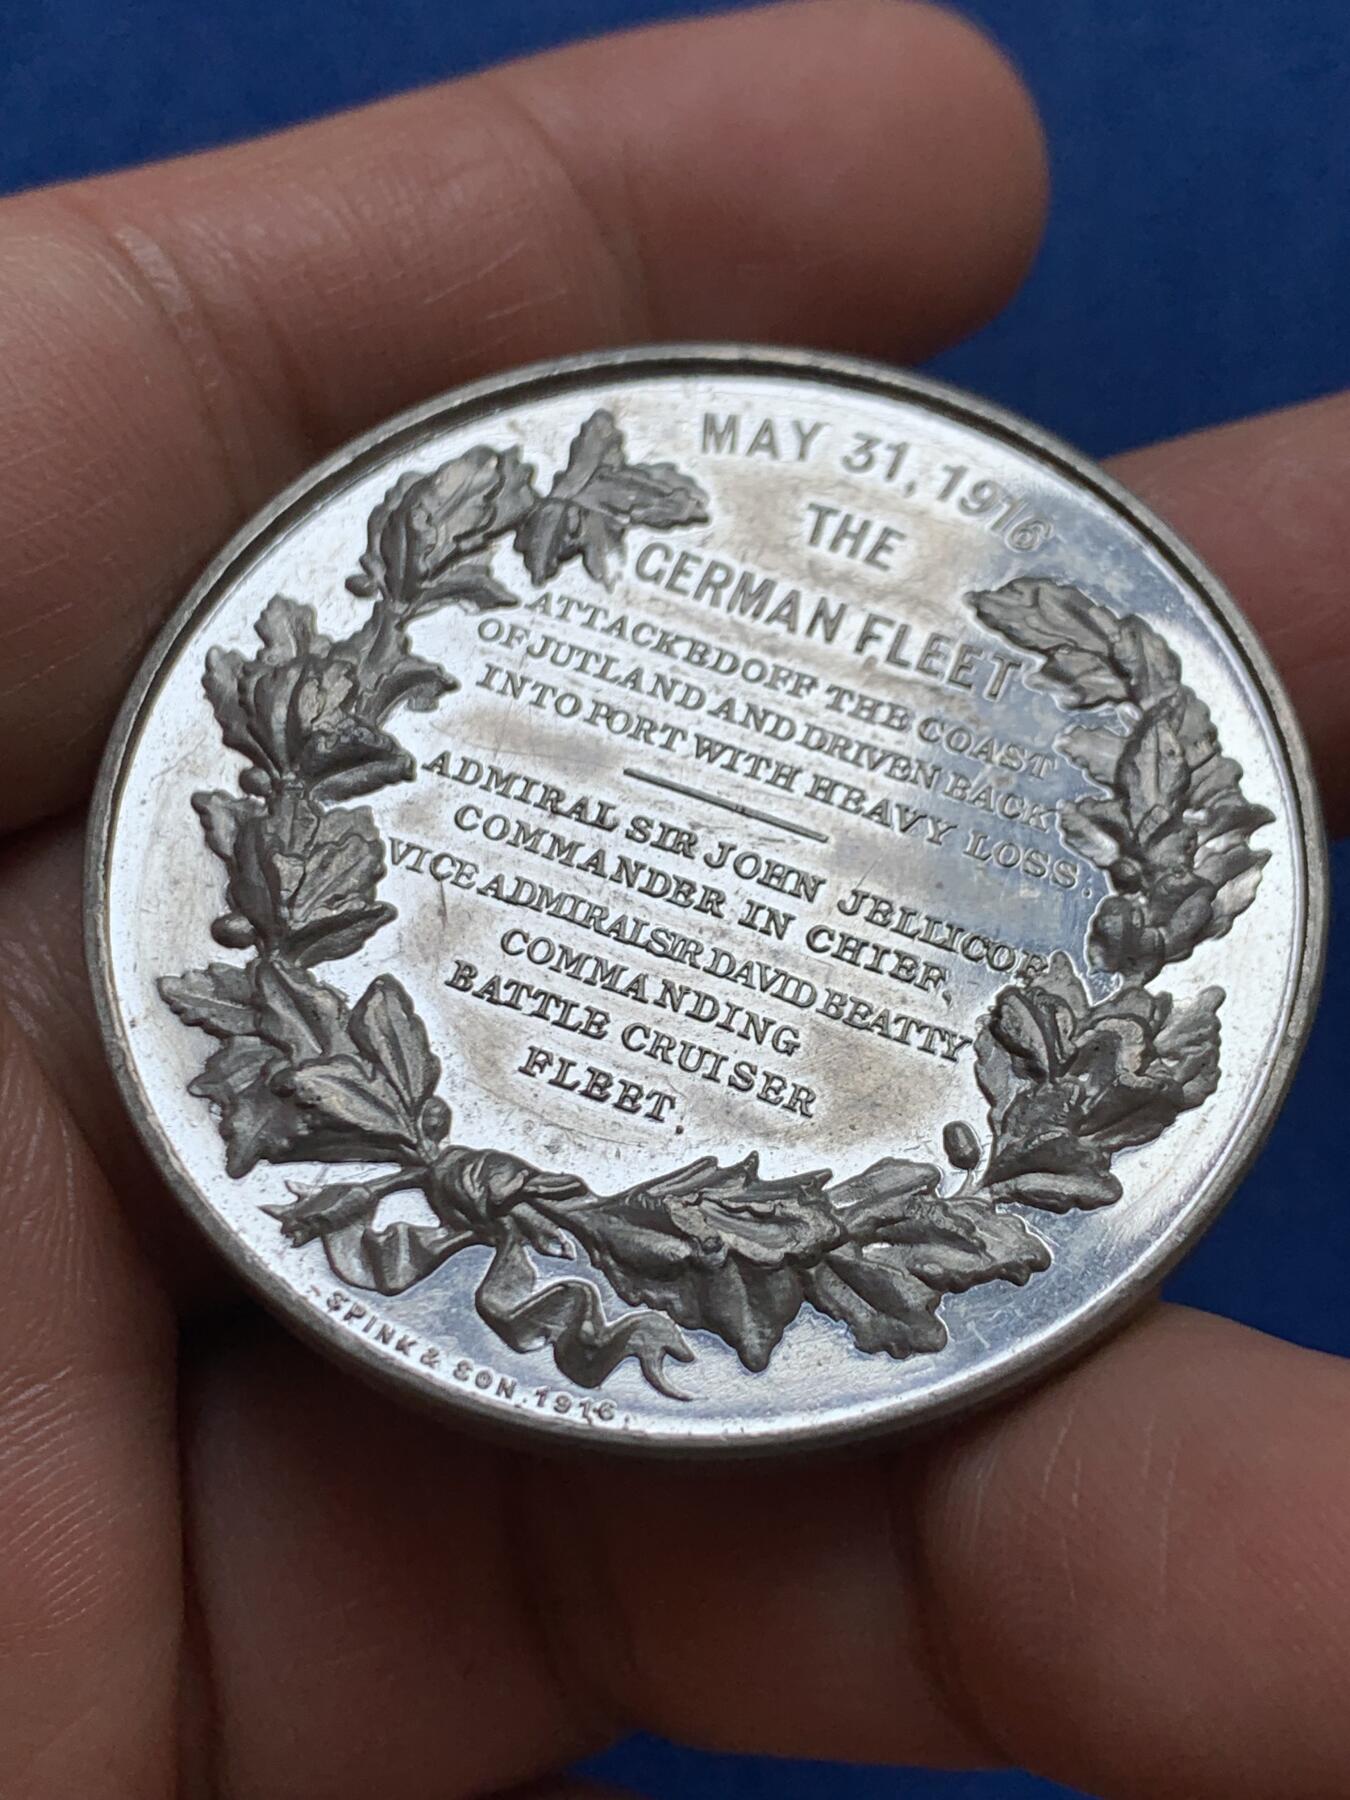 MAY 31, 1916
THE
GERMAN FLEET
ATTACKED OFF THE COAST
OF JUTLAND AND DRIVEN BACK
INTO PORT WITH HEAVY LOSS.
ADMIRAL SIR JOHN JELLICOE
COMMANDER IN CHIEF.
VICE ADMIRAL SIR DAVID BEATTY
COMMANDING
BATTLE CRUISER
FLEET.
SPINK & SON. 1916.